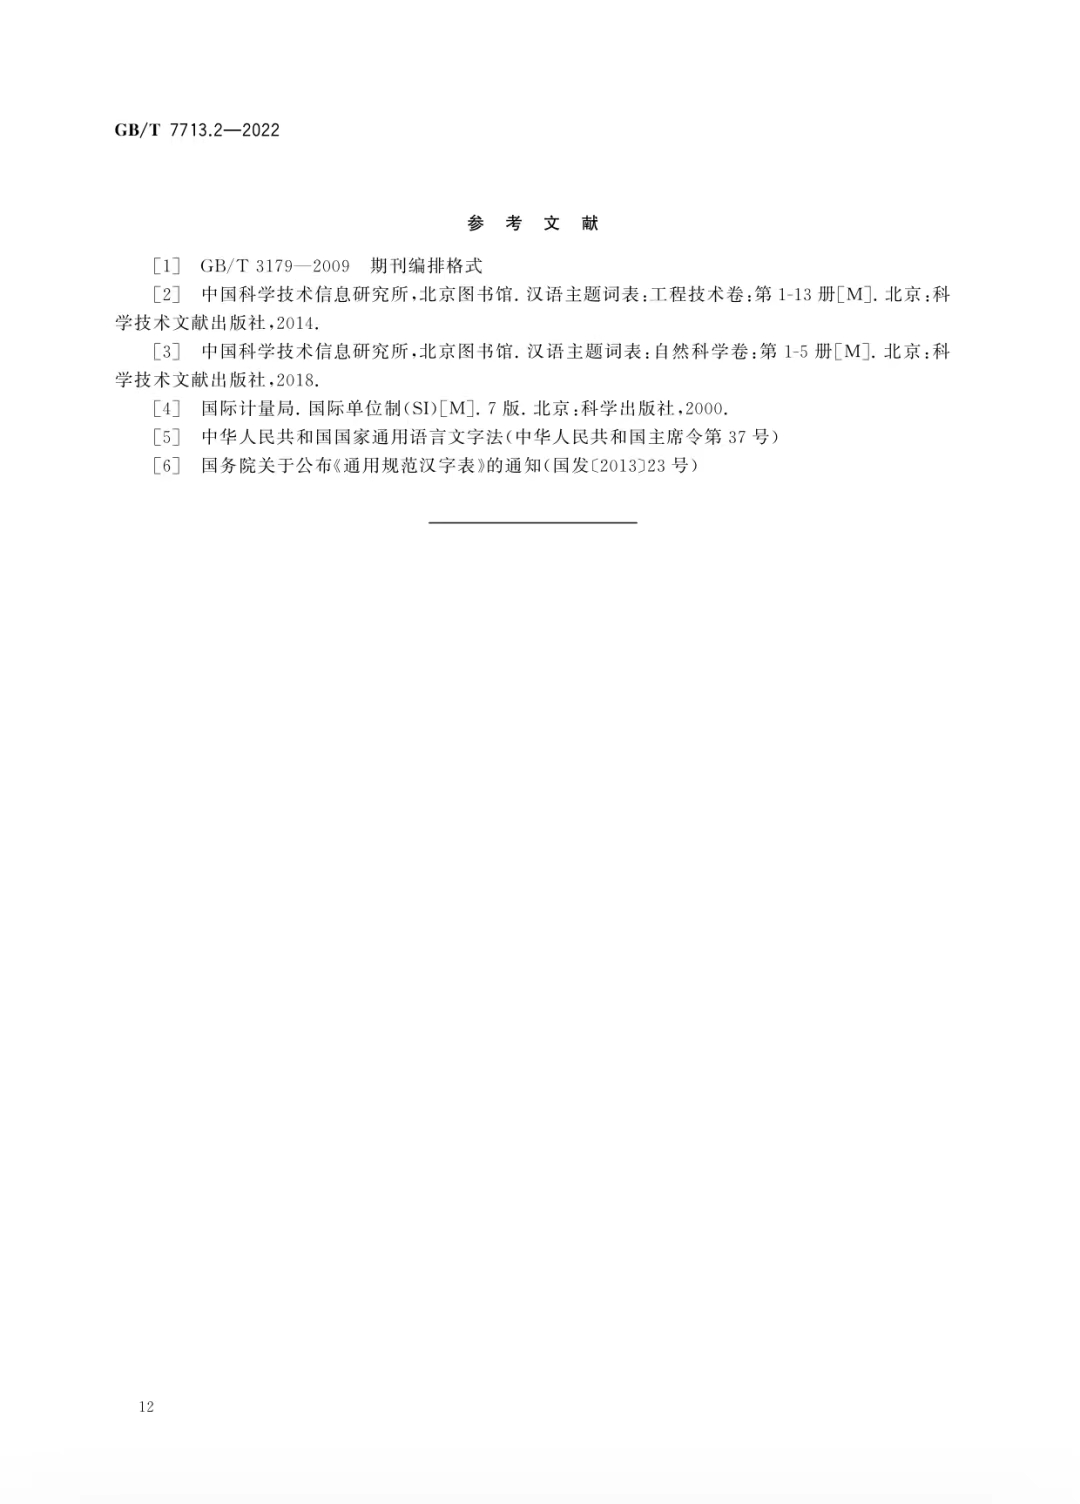 GB/T 7713.2—2022
参 考 文 献
[1] GB/T 3179—2009 期刊编排格式
[2] 中国科学技术信息研究所,北京图书馆. 汉语主题词表:工程技术卷:第 1-13 册[M]. 北京:科
学技术文献出版社,2014.
[3] 中国科学技术信息研究所,北京图书馆. 汉语主题词表:自然科学卷:第 1-5 册[M]. 北京:科
学技术文献出版社,2018.
[4] 国际计量局. 国际单位制(SI)[M]. 7 版. 北京:科学出版社,2000.
[5] 中华人民共和国国家通用语言文字法(中华人民共和国主席令第 37 号)
[6] 国务院关于公布《通用规范汉字表》的通知(国发〔2013〕23 号)
12